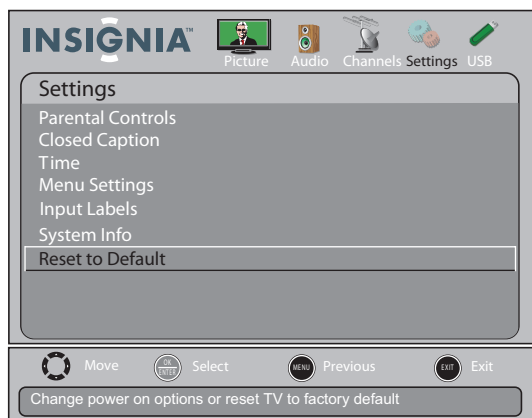 INSIGNIA™
Picture Audio Channels Settings USB
Settings
Parental Controls
Closed Caption
Time
Menu Settings
Input Labels
System Info
Reset to Default
Move OK ENTER Select MENU Previous EXIT Exit
Change power on options or reset TV to factory default